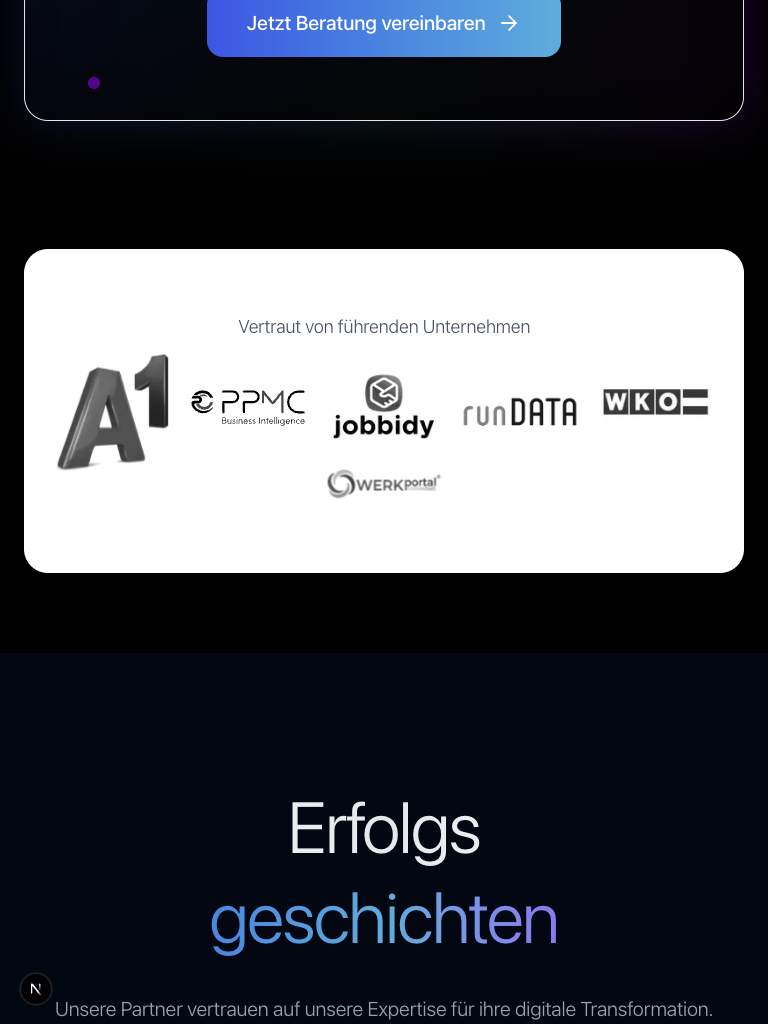 Jetzt Beratung vereinbaren
Vertraut von führenden Unternehmen
A1
PPMC
Business Intelligence
jobbidy
runDATA
WKO
WERKportal
Erfolgs
geschichten
N
Unsere Partner vertrauen auf unsere Expertise für ihre digitale Transformation.